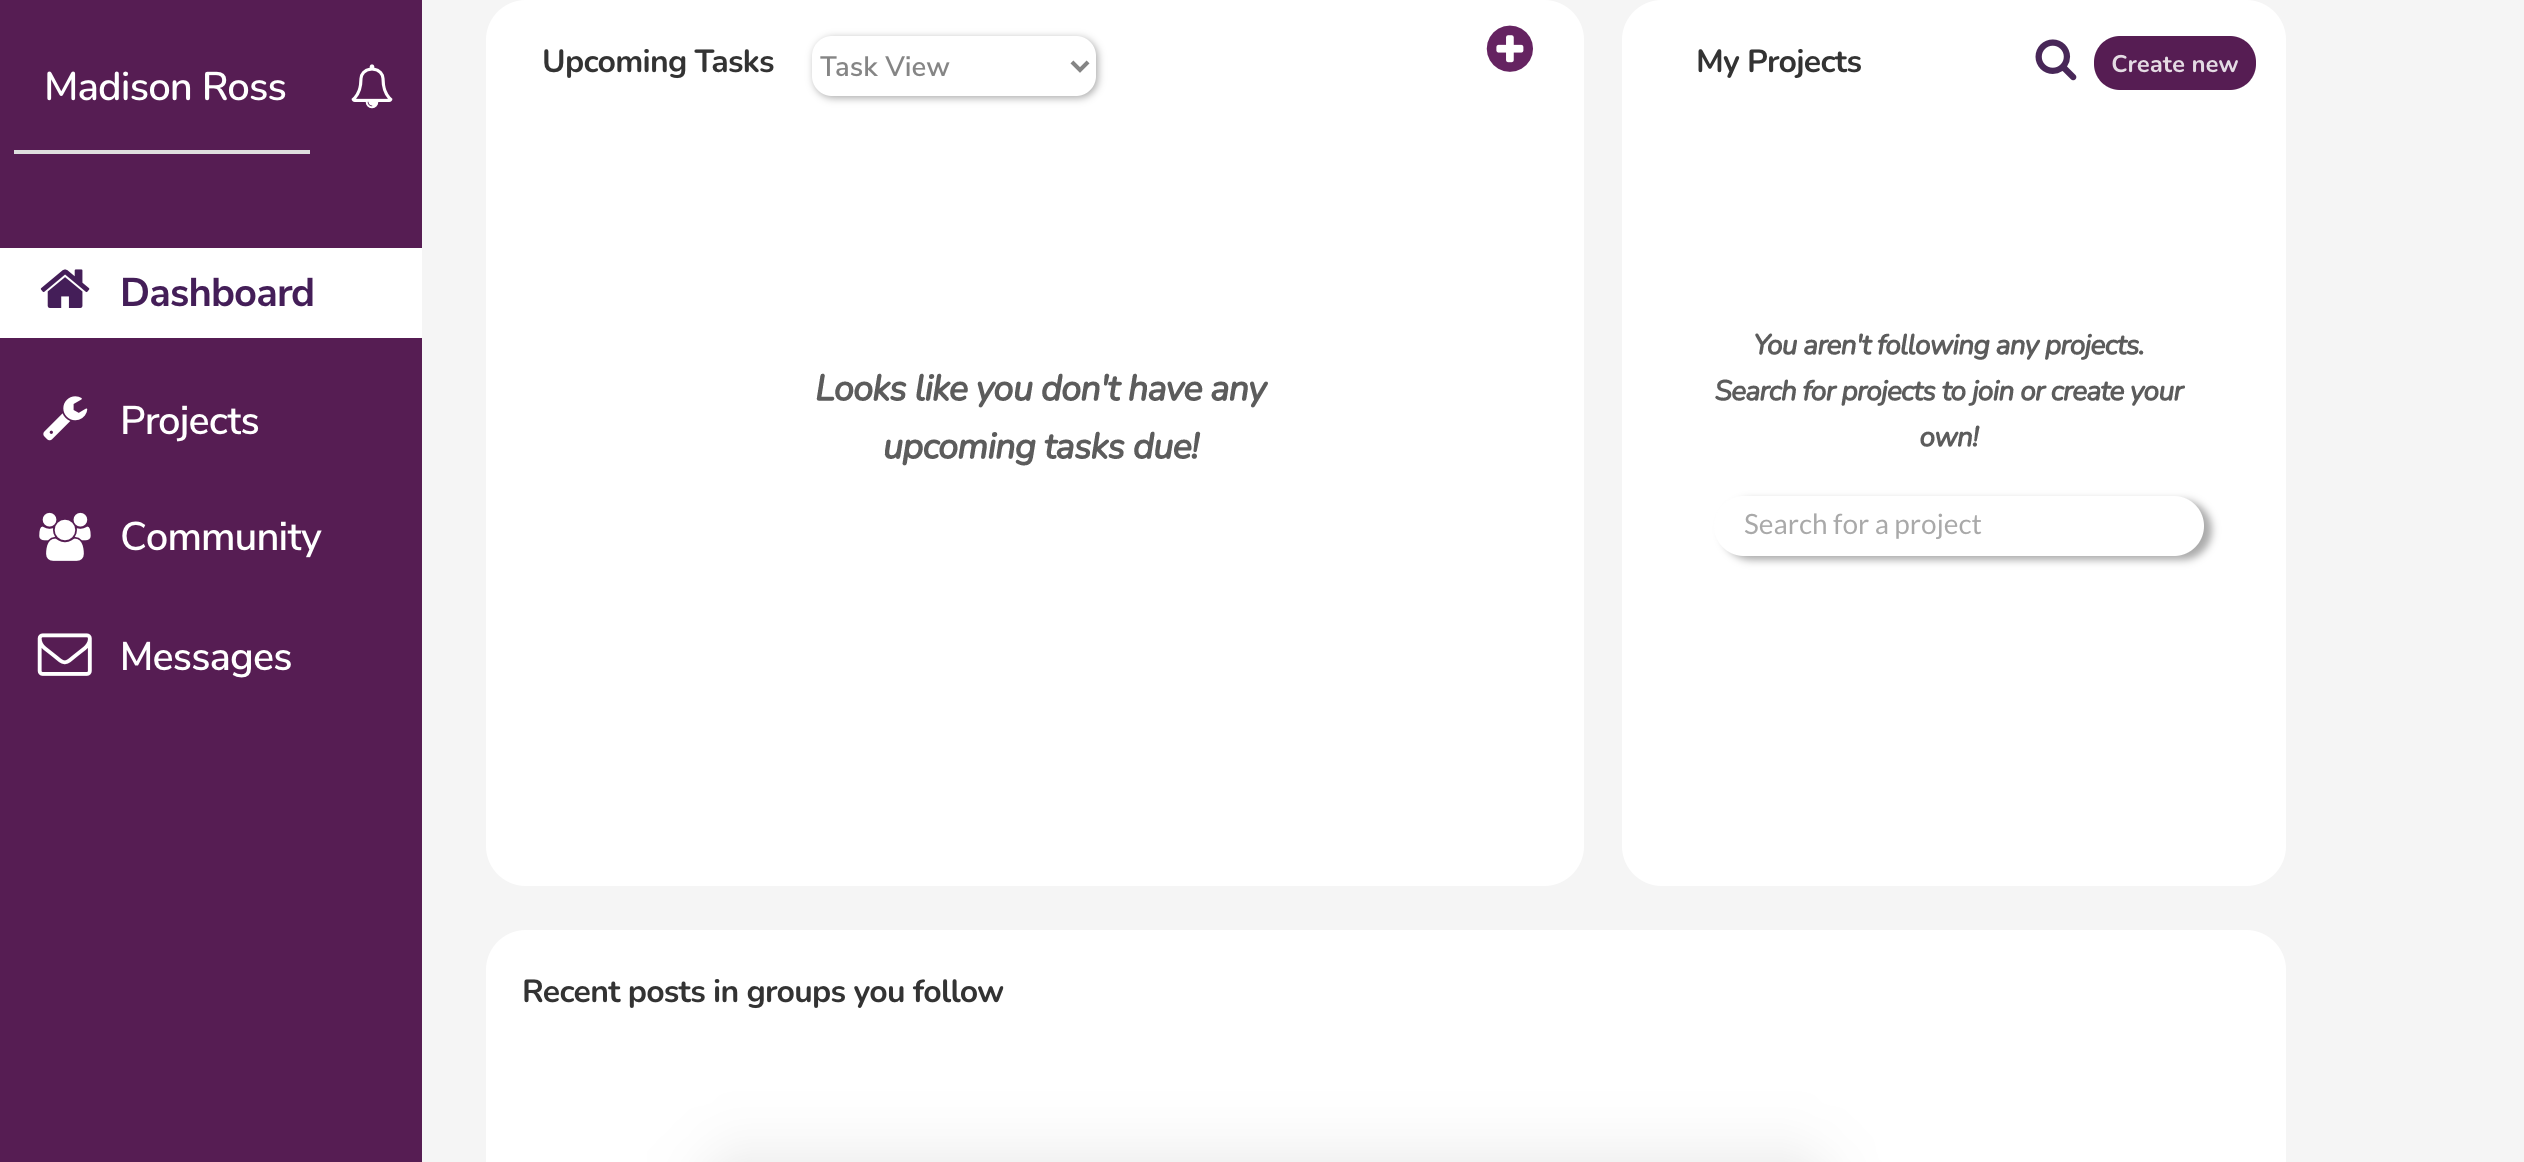 Madison Ross
Dashboard
Projects
Community
Messages
Upcoming Tasks
Task View
Looks like you don't have any
upcoming tasks due!
My Projects
Create new
You aren't following any projects.
Search for projects to join or create your
own!
Search for a project
Recent posts in groups you follow